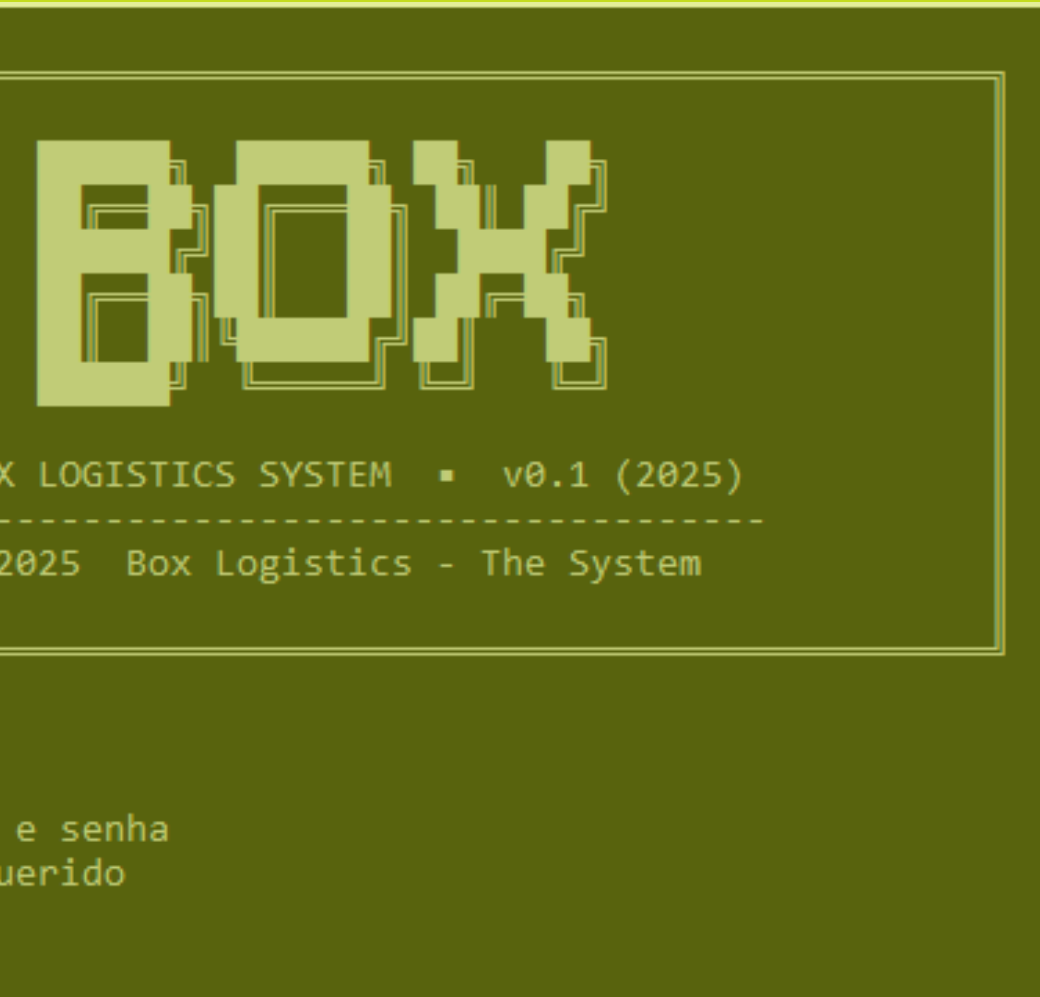 BOX
X LOGISTICS SYSTEM ▪ v0.1 (2025)
------------------------------------
2025 Box Logistics - The System
e senha
uerido